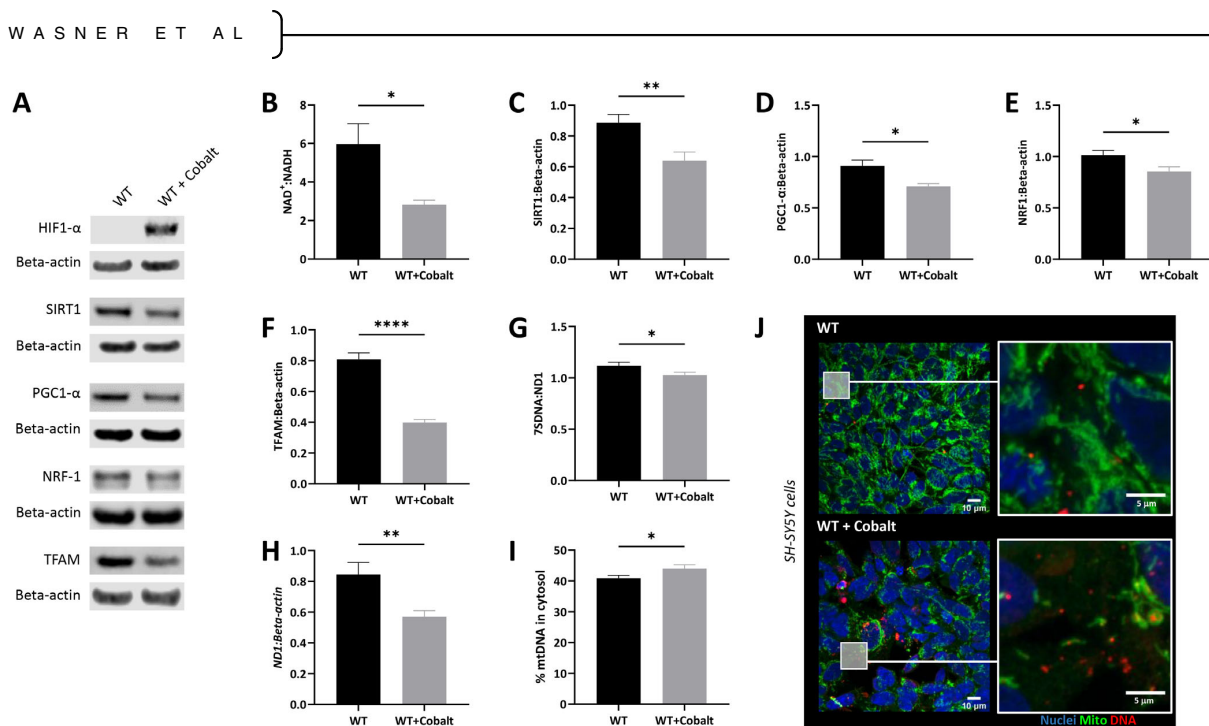 WASNER ET AL
A
WT
WT + Cobalt
HIF1-α
Beta-actin
SIRT1
Beta-actin
PGC1-α
Beta-actin
NRF-1
Beta-actin
TFAM
Beta-actin
B
NAD⁺:NADH
8
6
4
2
0
*
WT
WT+Cobalt
C
SIRT1:Beta-actin
1.0
0.8
0.6
0.4
0.2
0.0
**
WT
WT+Cobalt
D
PGC1-α:Beta-actin
1.5
1.0
0.5
0.0
*
WT
WT+Cobalt
E
NRF1:Beta-actin
1.5
1.0
0.5
0.0
*
WT
WT+Cobalt
F
TFAM:Beta-actin
1.0
0.8
0.6
0.4
0.2
0.0
****
WT
WT+Cobalt
G
7SDNA:ND1
1.5
1.0
0.5
0.0
*
WT
WT+Cobalt
H
ND1:Beta-actin
1.0
0.8
0.6
0.4
0.2
0.0
**
WT
WT+Cobalt
I
% mtDNA in cytosol
50
40
30
20
10
0
*
WT
WT+Cobalt
J
SH-SY5Y cells
WT
10 µm
5 µm
WT + Cobalt
10 µm
5 µm
Nuclei Mito DNA